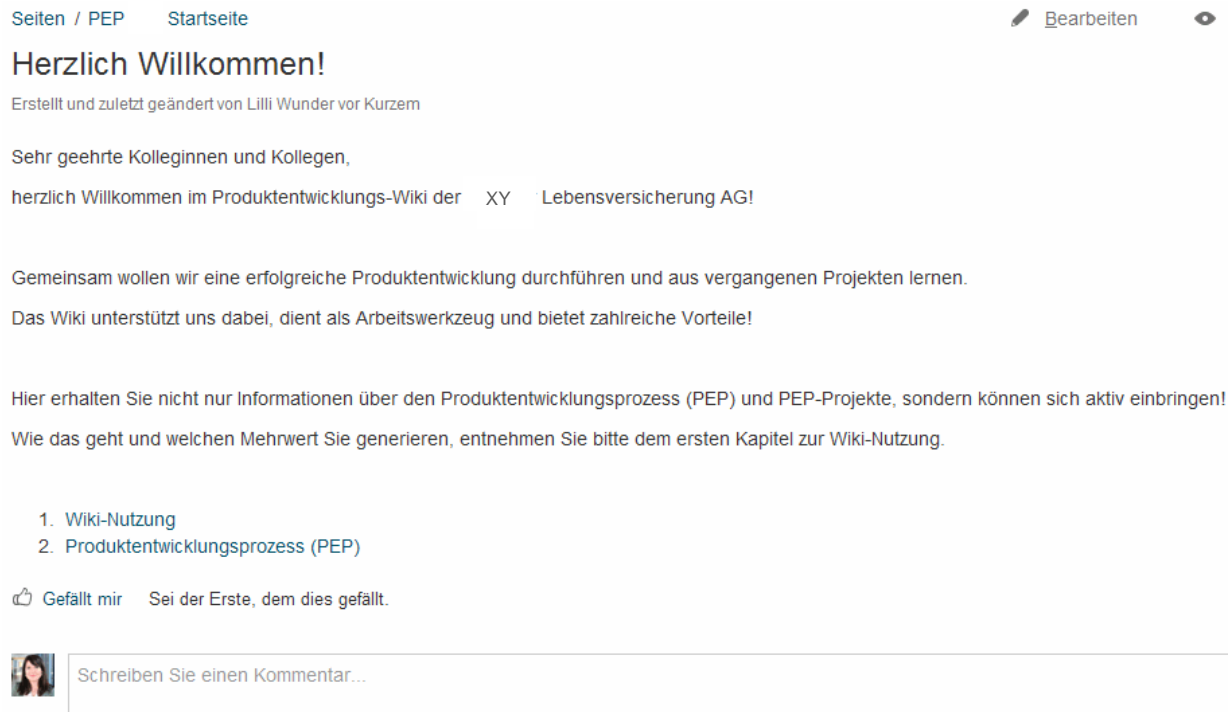 Seiten / PEP Startseite Bearbeiten
Herzlich Willkommen!
Erstellt und zuletzt geändert von Lilli Wunder vor Kurzem
Sehr geehrte Kolleginnen und Kollegen,
herzlich Willkommen im Produktentwicklungs-Wiki der XY Lebensversicherung AG!
Gemeinsam wollen wir eine erfolgreiche Produktentwicklung durchführen und aus vergangenen Projekten lernen.
Das Wiki unterstützt uns dabei, dient als Arbeitswerkzeug und bietet zahlreiche Vorteile!
Hier erhalten Sie nicht nur Informationen über den Produktentwicklungsprozess (PEP) und PEP-Projekte, sondern können sich aktiv einbringen!
Wie das geht und welchen Mehrwert Sie generieren, entnehmen Sie bitte dem ersten Kapitel zur Wiki-Nutzung.
1. Wiki-Nutzung
2. Produktentwicklungsprozess (PEP)
Gefällt mir Sei der Erste, dem dies gefällt.
Schreiben Sie einen Kommentar...